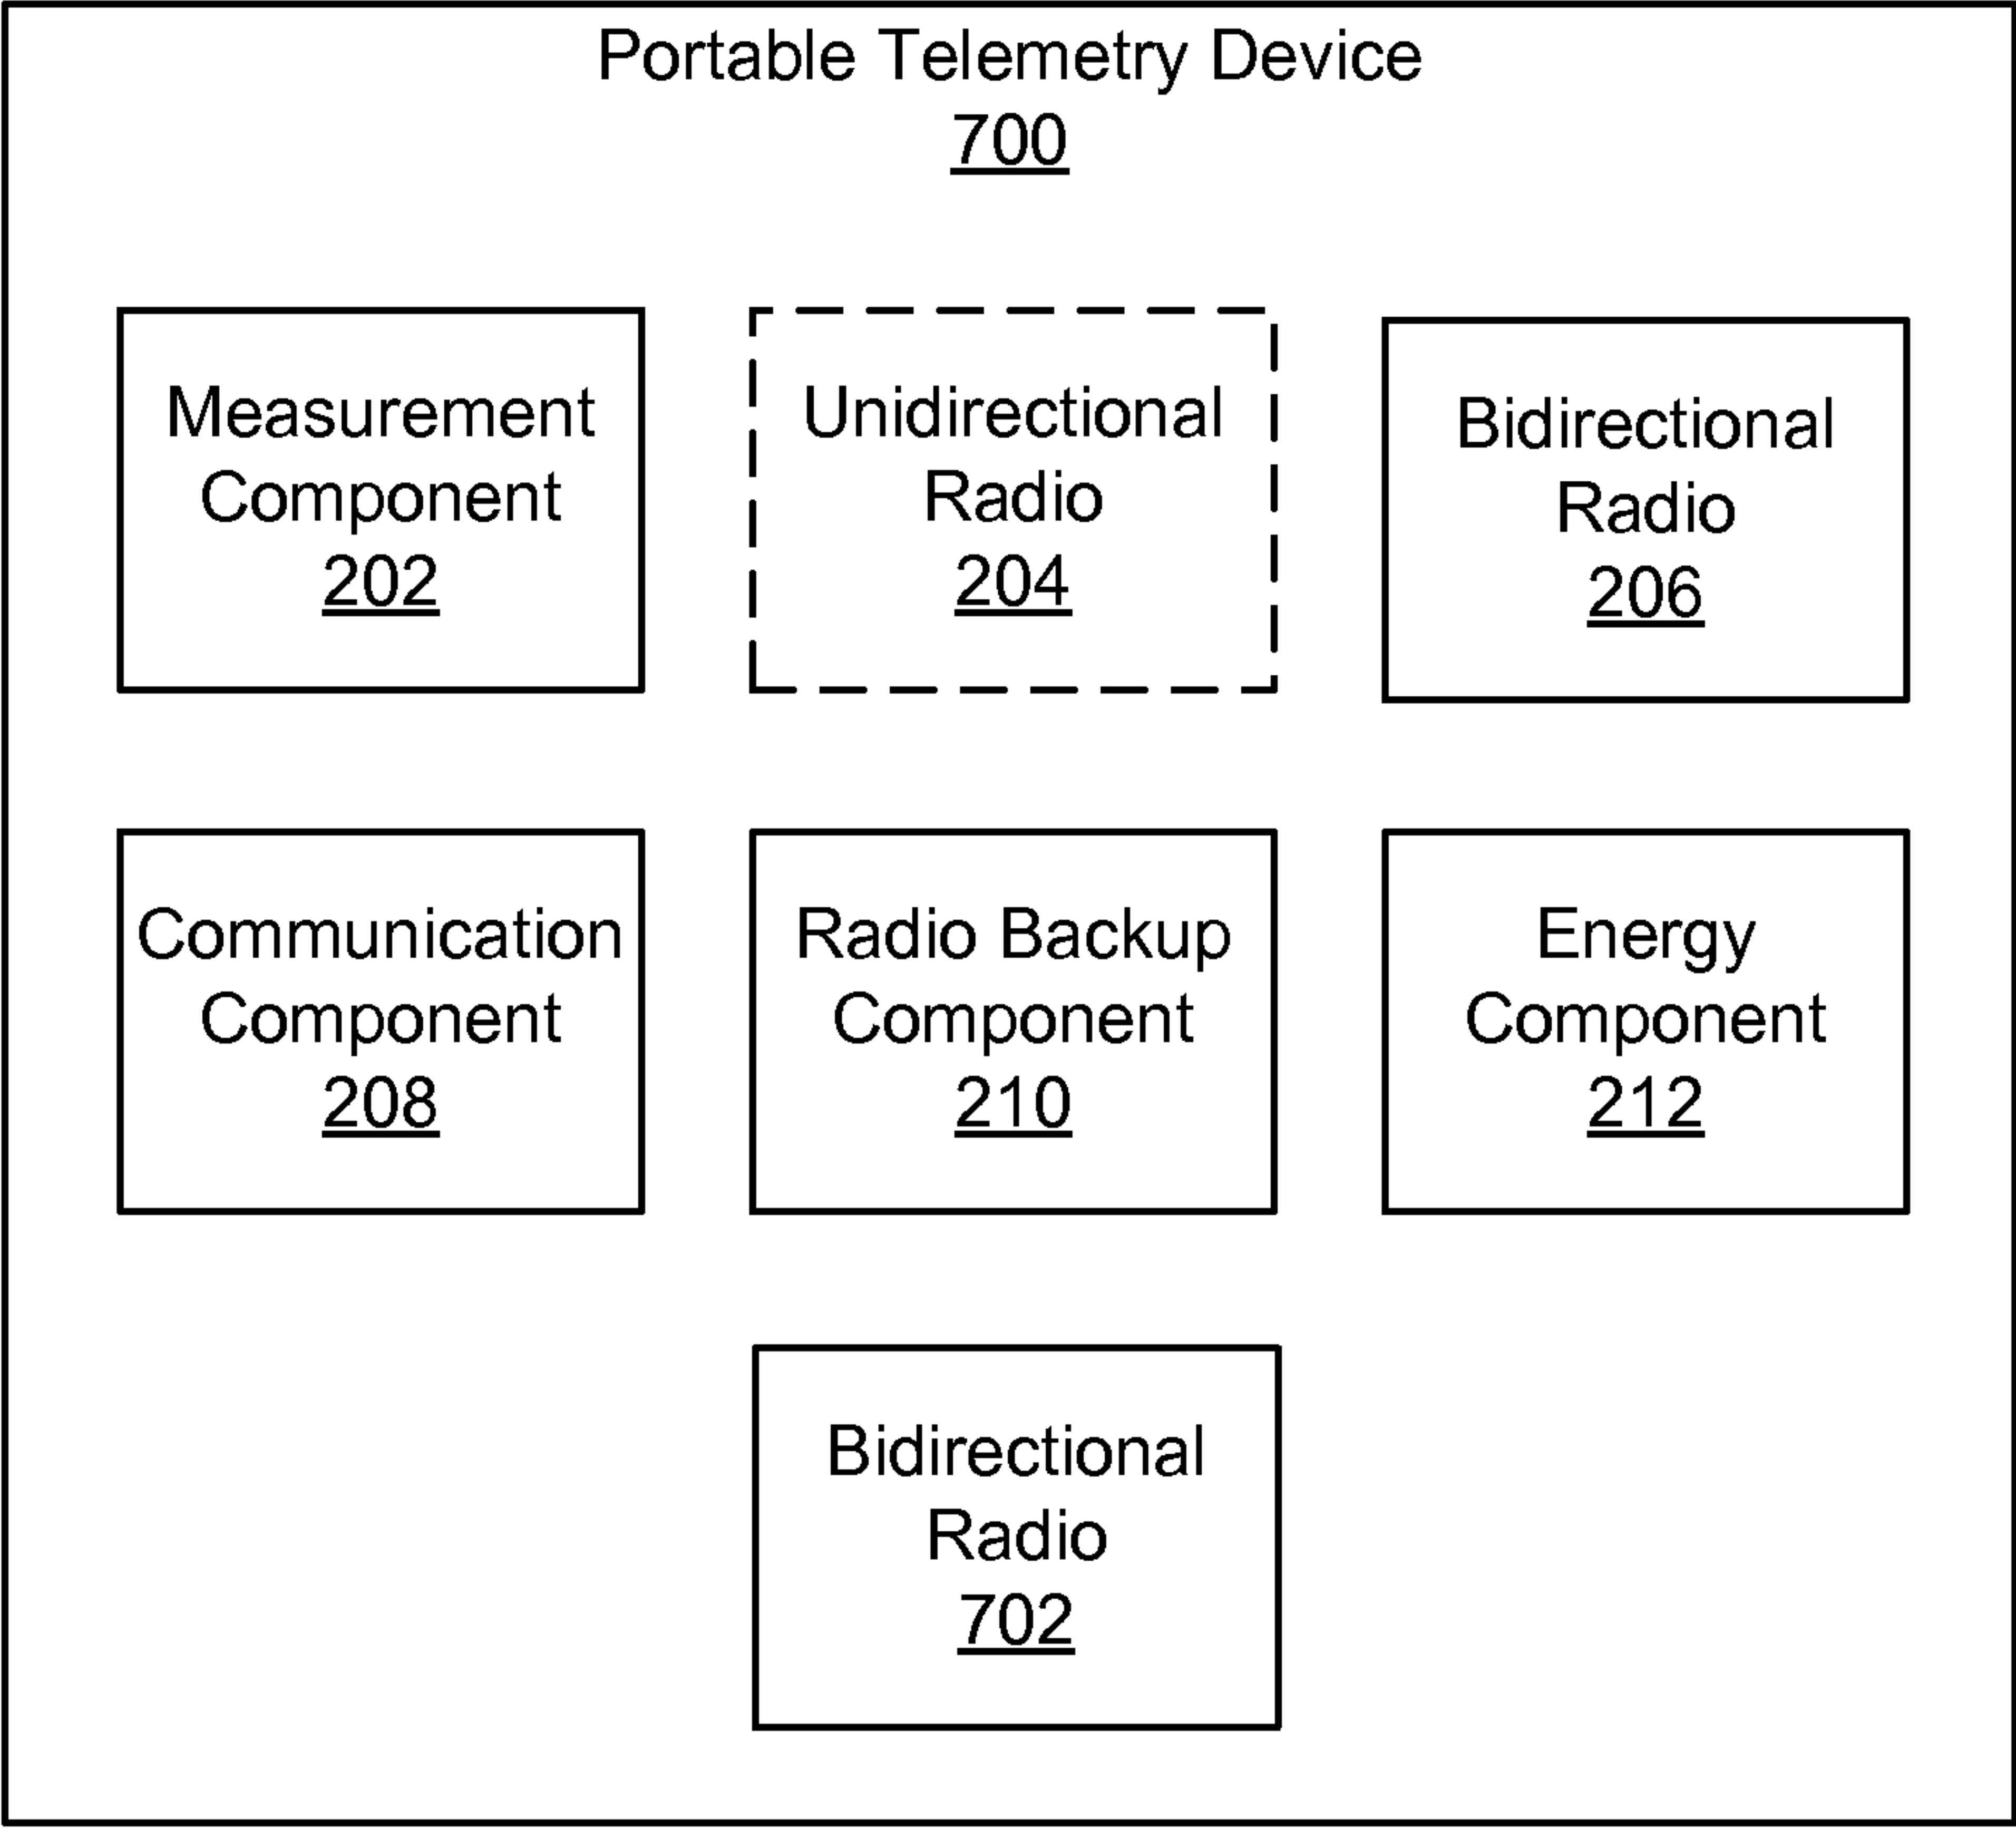 Portable Telemetry Device
700
Measurement
Component
202
Unidirectional
Radio
204
Bidirectional
Radio
206
Communication
Component
208
Radio Backup
Component
210
Energy
Component
212
Bidirectional
Radio
702